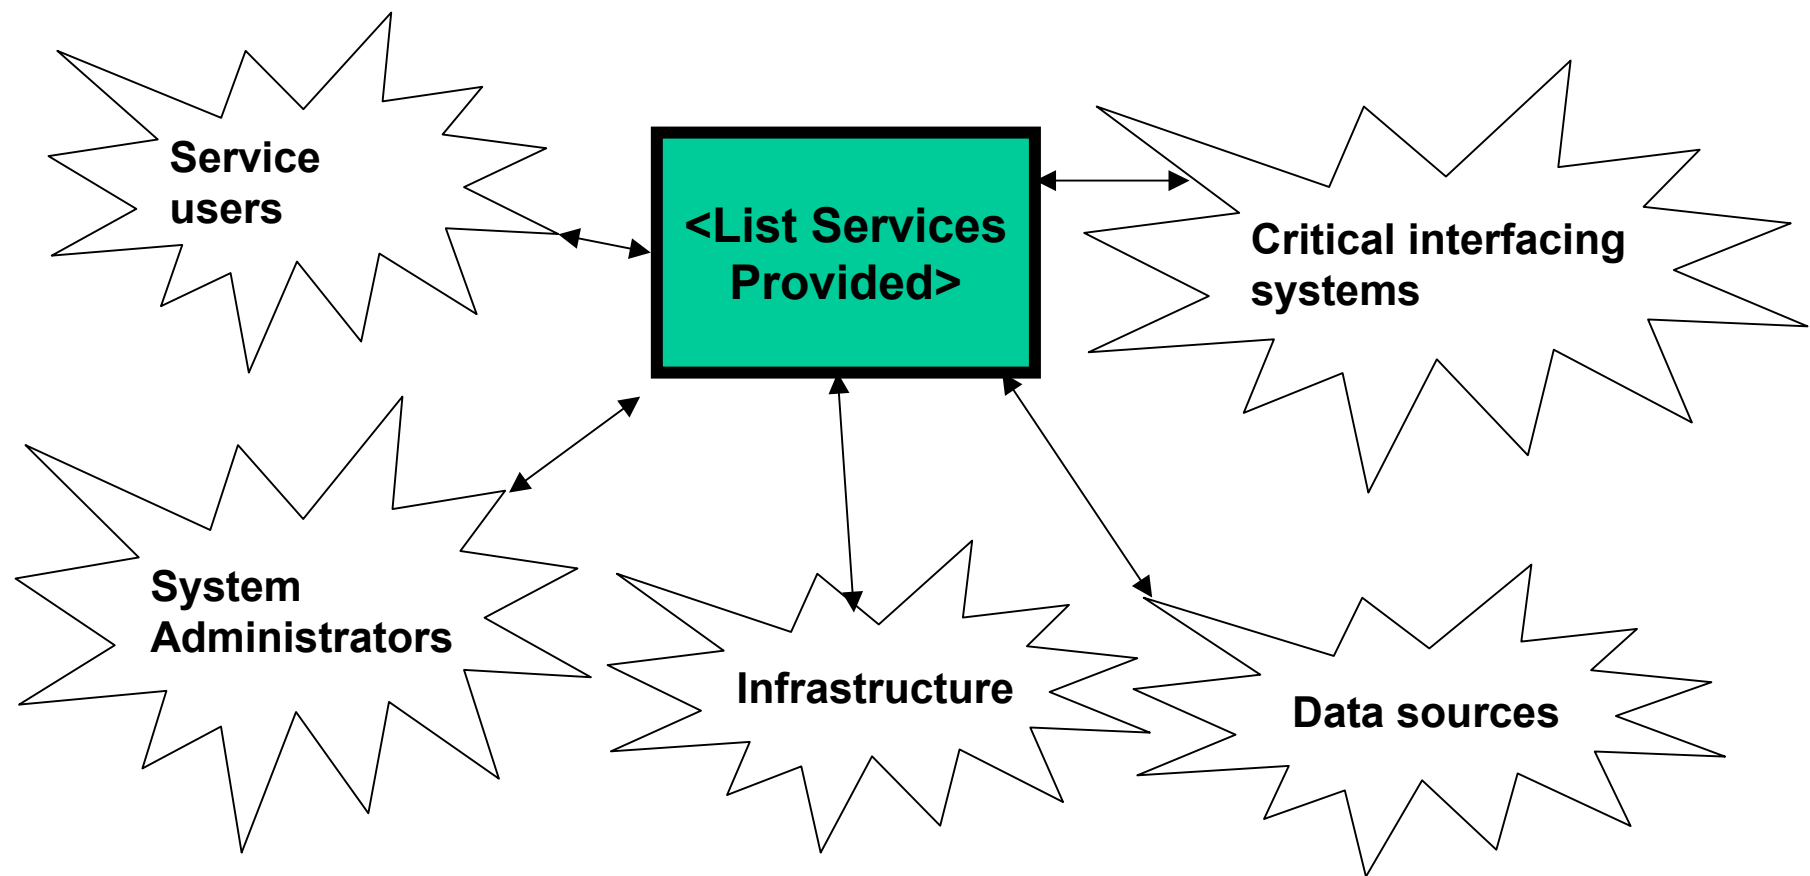 Service
users
<List Services
Provided>
Critical interfacing
systems
System
Administrators
Infrastructure
Data sources